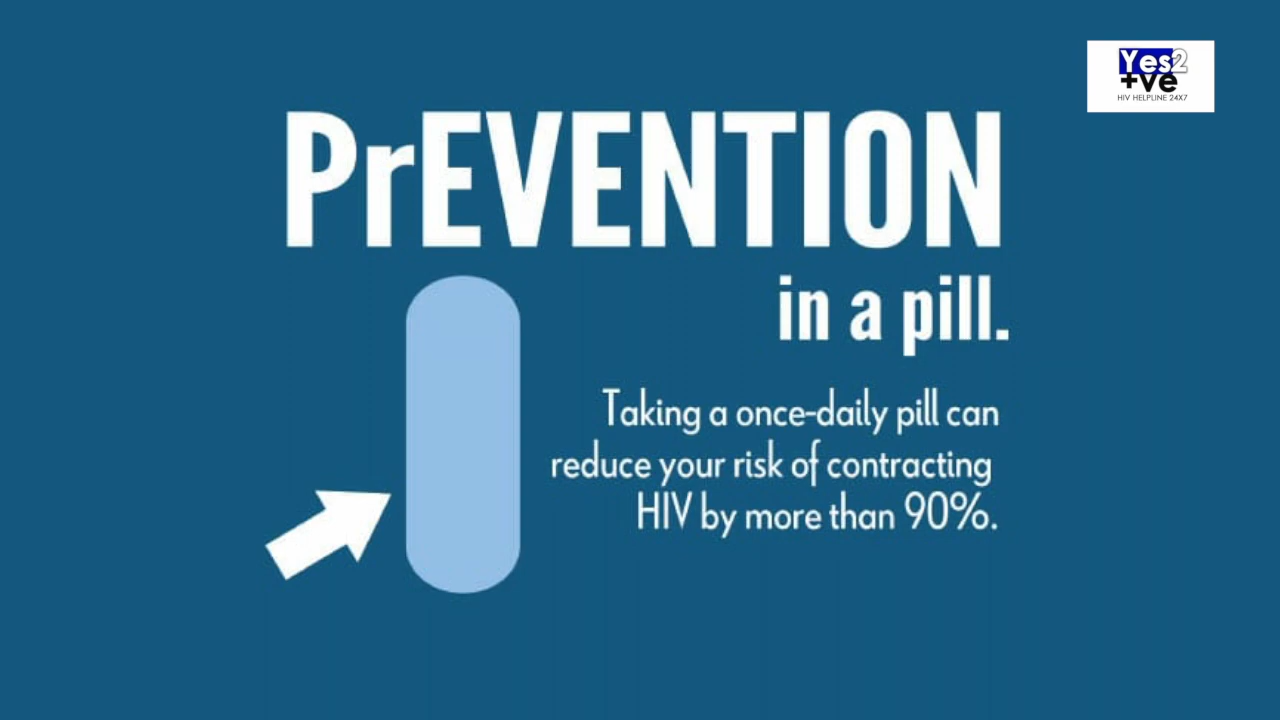 Yes2
+ve
HIV HELPLINE 24X7
PrEVENTION
in a pill.
Taking a once-daily pill can
reduce your risk of contracting
HIV by more than 90%.